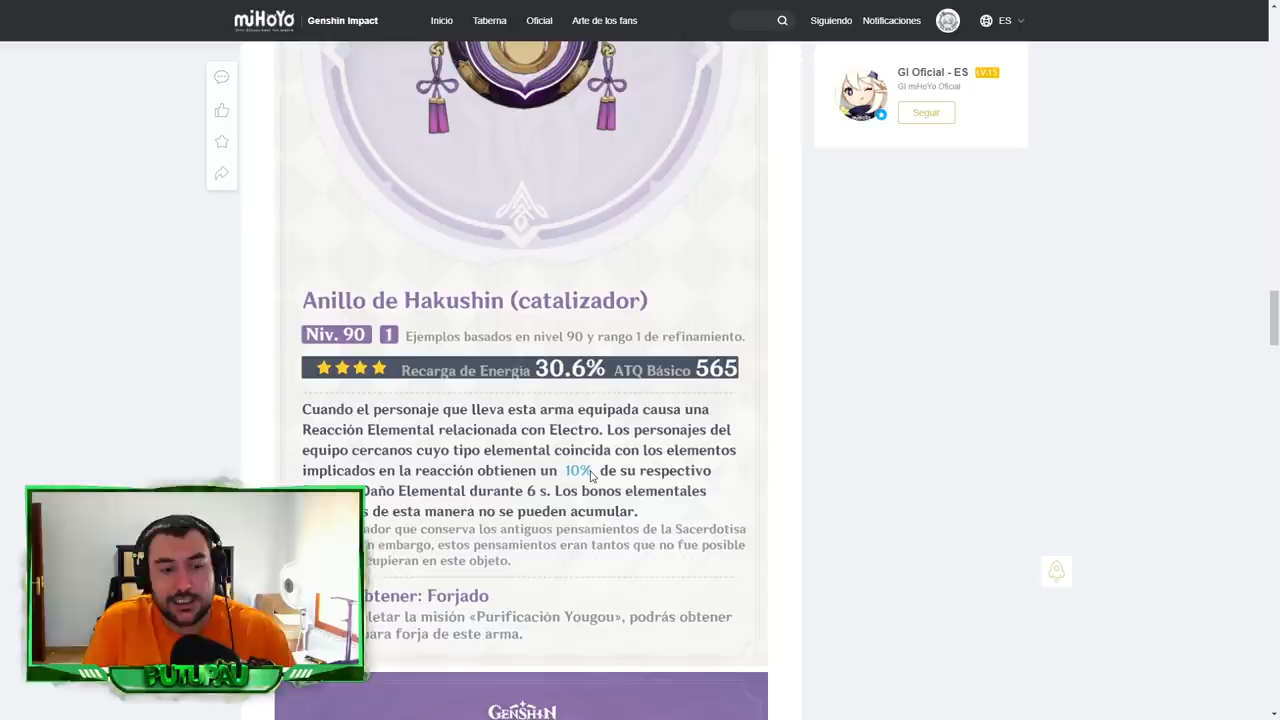 miHoYo
Genshin Impact
Inicio
Taberna
Oficial
Arte de los fans
Siguiendo
Notificaciones
ES
GI Oficial - ES LV.15
GI miHoYo Oficial
Seguir
Anillo de Hakushin (catalizador)
Niv. 90 1 Ejemplos basados en nivel 90 y rango 1 de refinamiento.
Recarga de Energía 30.6% ATQ Básico 565
Cuando el personaje que lleva esta arma equipada causa una
Reacción Elemental relacionada con Electro. Los personajes del
equipo cercanos cuyo tipo elemental coincida con los elementos
implicados en la reacción obtienen un 10% de su respectivo
Daño Elemental durante 6 s. Los bonos elementales
de esta manera no se pueden acumular.
que conserva los antiguos pensamientos de la Sacerdotisa
embargo, estos pensamientos eran tantos que no fue posible
en este objeto.
Forjado
la misión «Purificación Yougou», podrás obtener
para forja de este arma.
PUTUPAU
GENSHIN